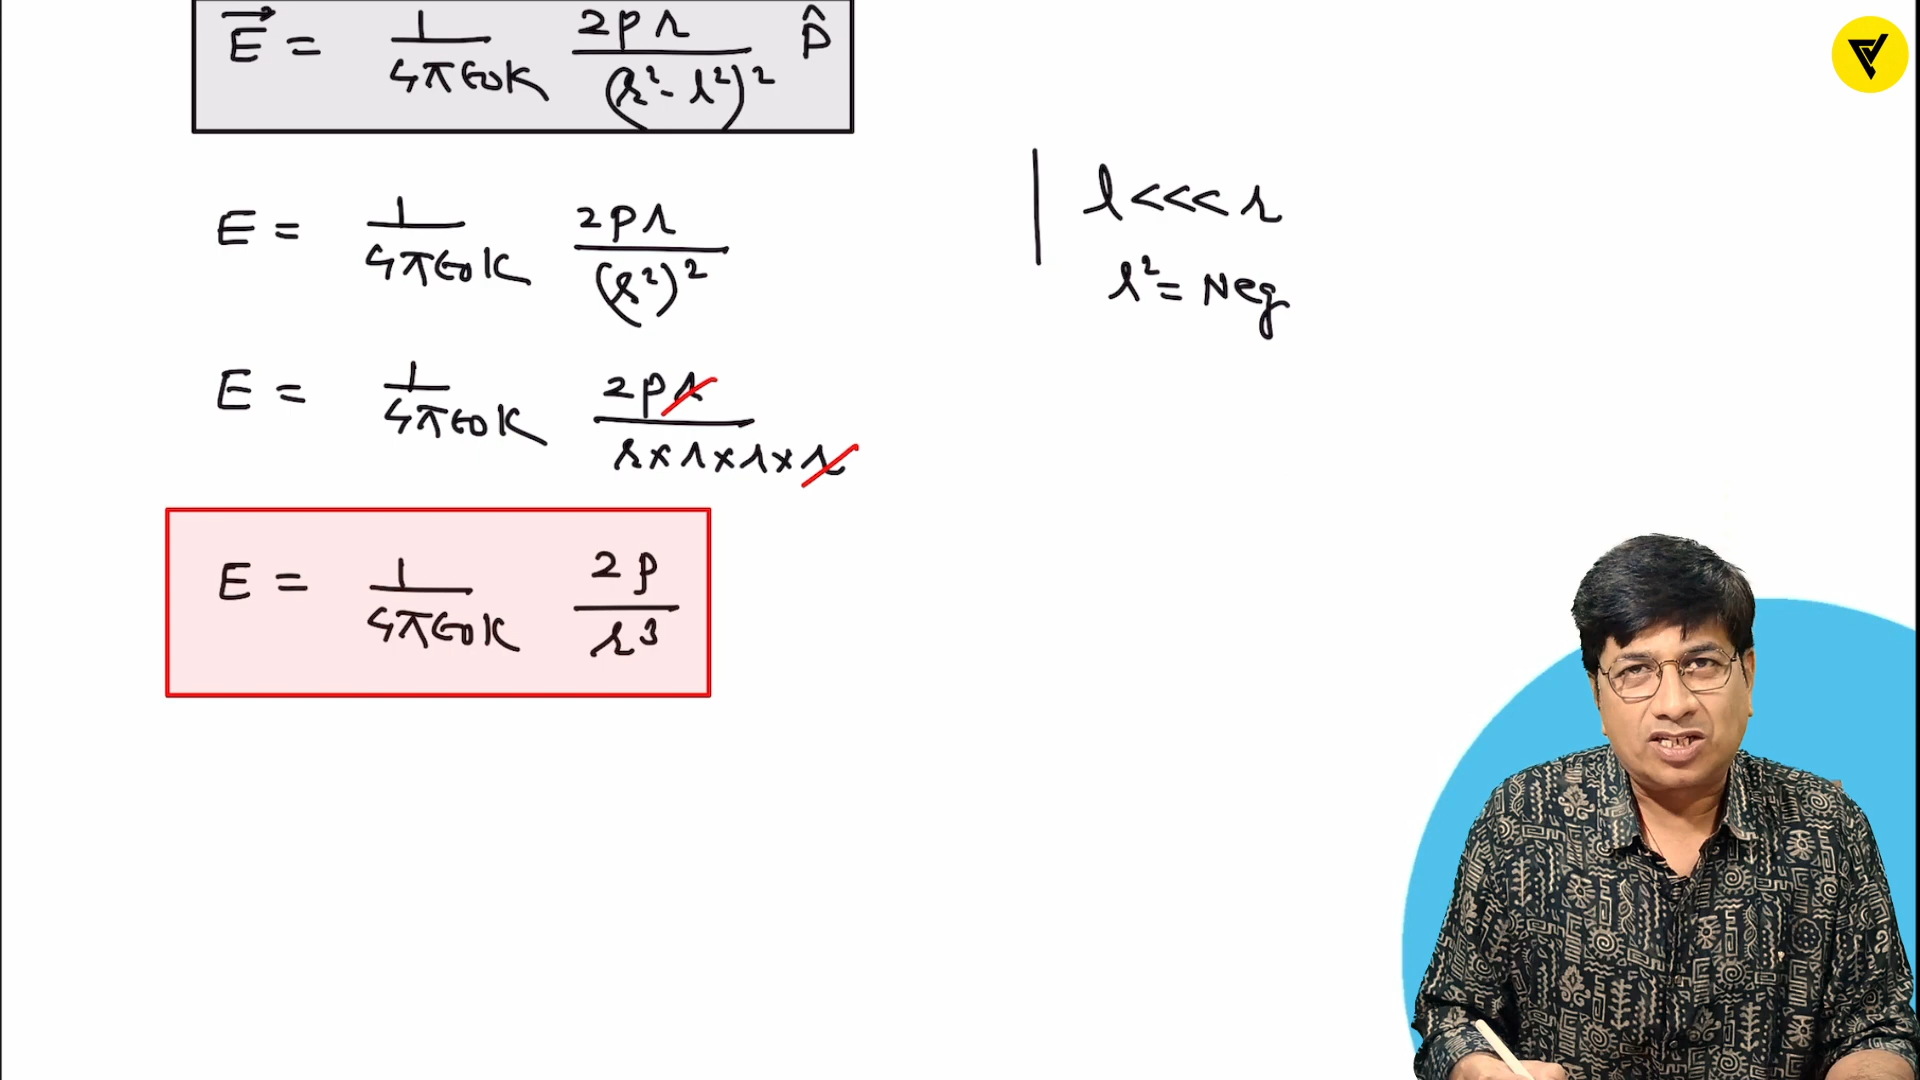 E⃗ = 1/(4πϵ0K) 2pr/(r² - l²)² P̂
E = 1/(4πϵ0K) 2pr/(r²)²
l <<< r
l² = Neg
E = 1/(4πϵ0K) 2pr/(r×r×r×r)
E = 1/(4πϵ0K) 2p/r³